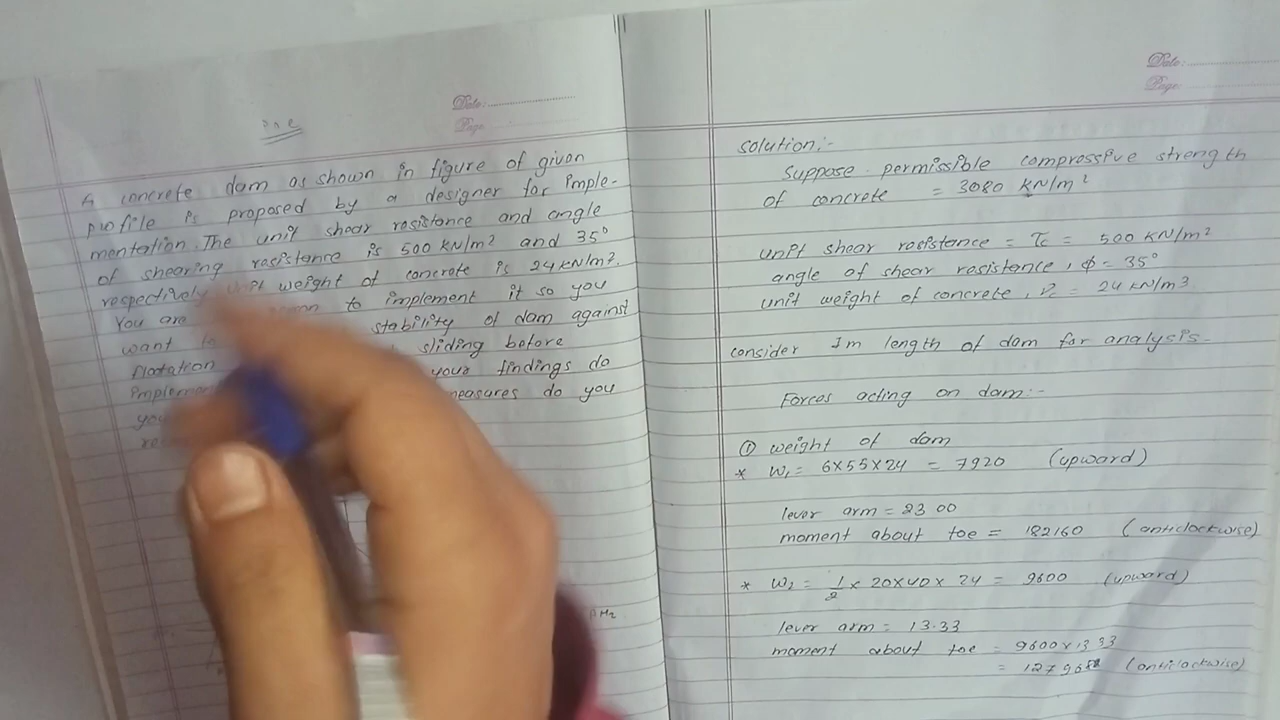 Date:
Page
A concrete dam as shown in figure of given
profile is proposed by a designer for imple-
mentation. The unit shear rosistance and angle
of shearing rasistance is 500 KN/m² and 35°
respectively. Unit weight of concrete is 24 KN/m³.
You are to implement it so you
want to stability of dam against
flotation sliding before
your findings do
measures do you
you
Date:
Page:
solution:-
Suppose permissible compressive strength
of concrete = 3080 KN/m²
unit shear resistance = τc = 500 KN/m²
angle of shear resistance, φ = 35°
unit weight of concrete, γc = 24 KN/m3
consider 1m length of dam for analysis.
Forces acting on dam:-
① weight of dam
* W1 = 6×55×24 = 7920 (upward)
lever arm = 23.00
moment about toe = 182160 (anticlockwise)
* W2 = 1/2 × 20×40× 24 = 9600 (upward)
lever arm = 13.33
moment about toe = 9600×13.33
(anticlockwise)